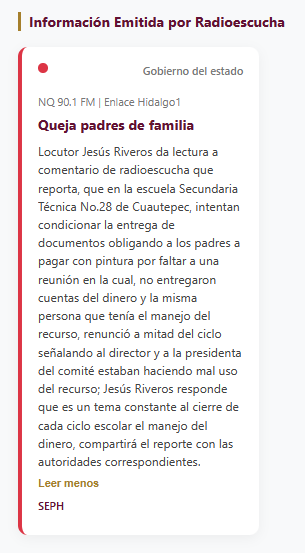 Información Emitida por Radioescucha
Gobierno del estado
NQ 90.1 FM | Enlace Hidalgo1
Queja padres de familia
Locutor Jesús Riveros da lectura a
comentario de radioescucha que
reporta, que en la escuela Secundaria
Técnica No.28 de Cuautepec, intentan
condicionar la entrega de
documentos obligando a los padres a
pagar con pintura por faltar a una
reunión en la cual, no entregaron
cuentas del dinero y la misma
persona que tenía el manejo del
recurso, renunció a mitad del ciclo
señalando al director y a la presidenta
del comité estaban haciendo mal uso
del recurso; Jesús Riveros responde
que es un tema constante al cierre de
cada ciclo escolar el manejo del
dinero, compartirá el reporte con las
autoridades correspondientes.
Leer menos
SEPH